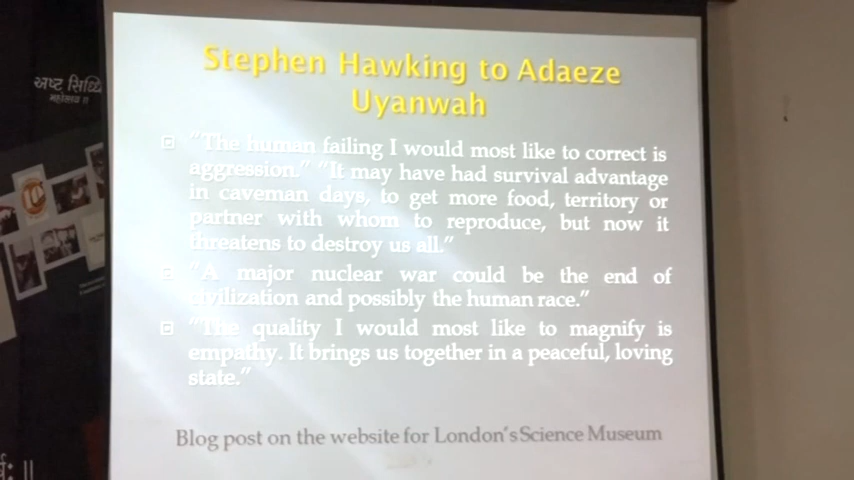 Stephen Hawking to Adaeze
Uyanwah
"The human failing I would most like to correct is
aggression." "It may have had survival advantage
in caveman days, to get more food, territory or
partner with whom to reproduce, but now it
threatens to destroy us all."
"A major nuclear war could be the end of
civilization and possibly the human race."
"The quality I would most like to magnify is
empathy. It brings us together in a peaceful, loving
state."
Blog post on the website for London's Science Museum